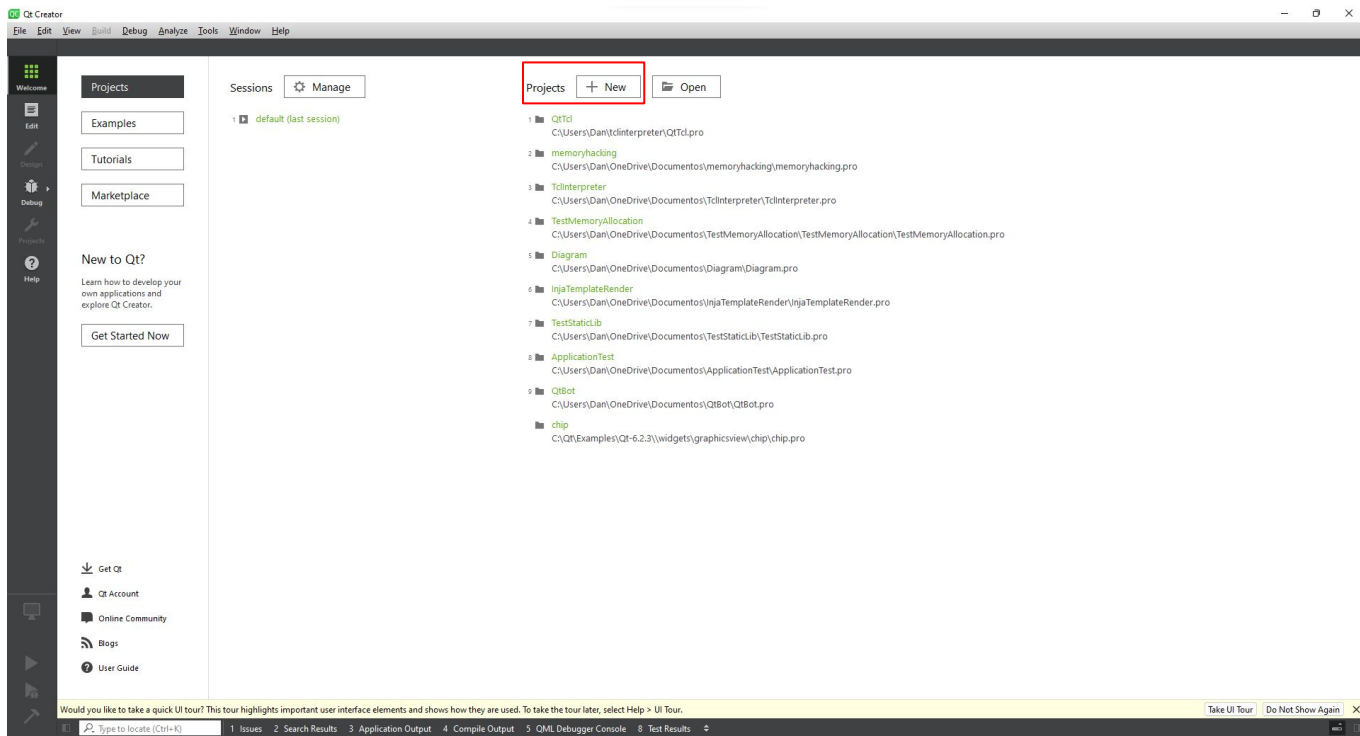 Qt Creator
File Edit View Build Debug Analyze Tools Window Help
Welcome
Edit
Design
Debug
Projects
Help
Projects
Examples
Tutorials
Marketplace
New to Qt?
Learn how to develop your
own applications and
explore Qt Creator.
Get Started Now
Get Qt
Qt Account
Online Community
Blogs
User Guide
Sessions Manage
1 default (last session)
Projects New Open
1 QtTcl
C:\Users\Dan\tclinterpreter\QtTcl.pro
2 memoryhacking
C:\Users\Dan\OneDrive\Documentos\memoryhacking\memoryhacking.pro
3 TclInterpreter
C:\Users\Dan\OneDrive\Documentos\TclInterpreter\TclInterpreter.pro
4 TestMemoryAllocation
C:\Users\Dan\OneDrive\Documentos\TestMemoryAllocation\TestMemoryAllocation\TestMemoryAllocation.pro
5 Diagram
C:\Users\Dan\OneDrive\Documentos\Diagram\Diagram.pro
6 InjaTemplateRender
C:\Users\Dan\OneDrive\Documentos\InjaTemplateRender\InjaTemplateRender.pro
7 TestStaticLib
C:\Users\Dan\OneDrive\Documentos\TestStaticLib\TestStaticLib.pro
8 ApplicationTest
C:\Users\Dan\OneDrive\Documentos\ApplicationTest\ApplicationTest.pro
9 QtBot
C:\Users\Dan\OneDrive\Documentos\QtBot\QtBot.pro
chip
C:\Qt\Examples\Qt-6.2.3\\widgets\graphicsview\chip\chip.pro
Would you like to take a quick UI tour? This tour highlights important user interface elements and shows how they are used. To take the tour later, select Help > UI Tour. Take UI Tour Do Not Show Again
Type to locate (Ctrl+K) 1 Issues 2 Search Results 3 Application Output 4 Compile Output 5 QML Debugger Console 8 Test Results